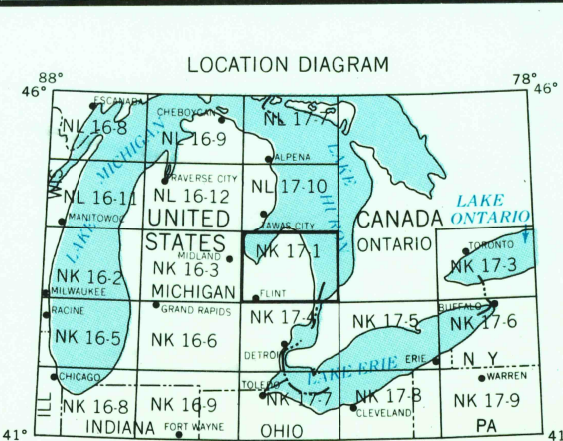 LOCATION DIAGRAM
88° 78°
46° 46°
ESCANABA
NL 16-8
CHEBOYGAN
NL 16-9
NL 17-7
LAKE MICHIGAN
ALPENA
LAKE HURON
WIS
TRAVERSE CITY
NL 16-11
NL 16-12
NL 17-10
MANITOWOC
UNITED STATES
TAWAS CITY
CANADA
ONTARIO
LAKE ONTARIO
TORONTO
NK 17-1
MIDLAND
NK 16-2
NK 16-3
NK 17-3
MILWAUKEE
MICHIGAN
FLINT
RACINE
GRAND RAPIDS
NK 17-4
NK 17-5
BUFFALO
NK 17-6
NK 16-5
NK 16-6
DETROIT
LAKE ERIE
ERIE
N Y
CHICAGO
TOLEDO
WARREN
ILL
NK 16-8
NK 16-9
NK 17-7
NK 17-8
NK 17-9
CLEVELAND
INDIANA
FORT WAYNE
OHIO
PA
41° 41°